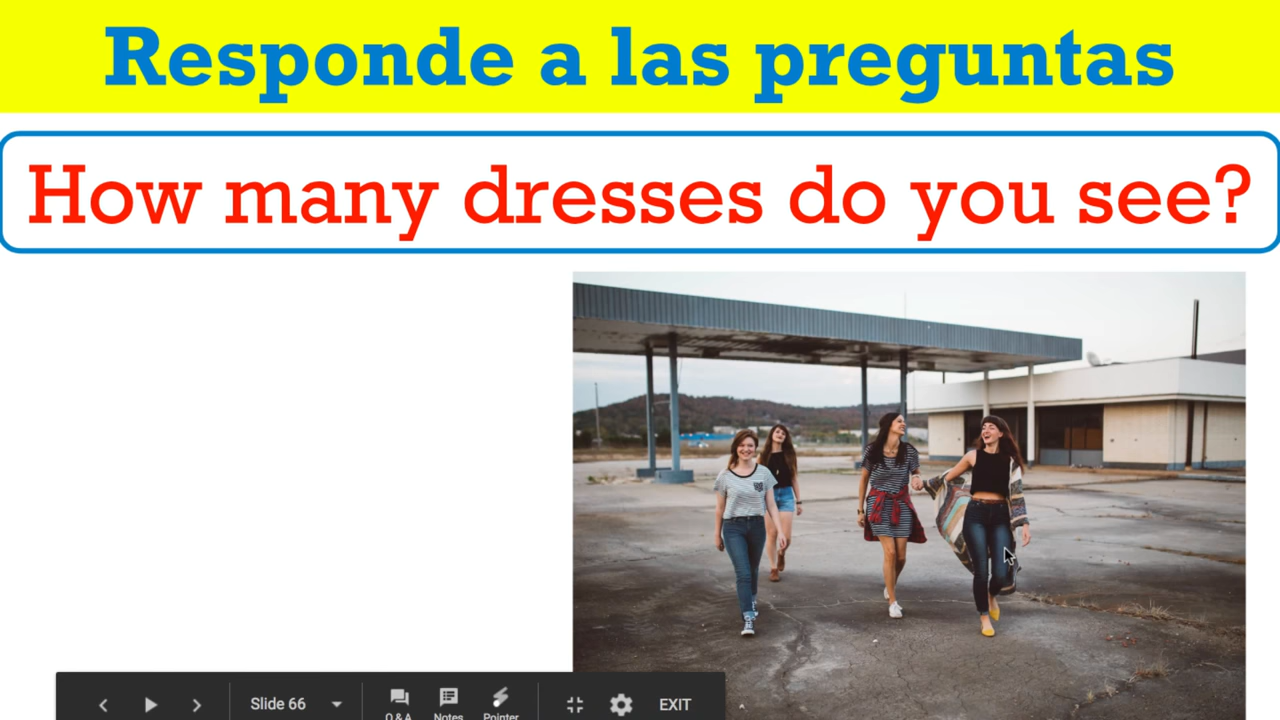 Responde a las preguntas
How many dresses do you see?
Slide 66
Q & A
Notes
Pointer
EXIT